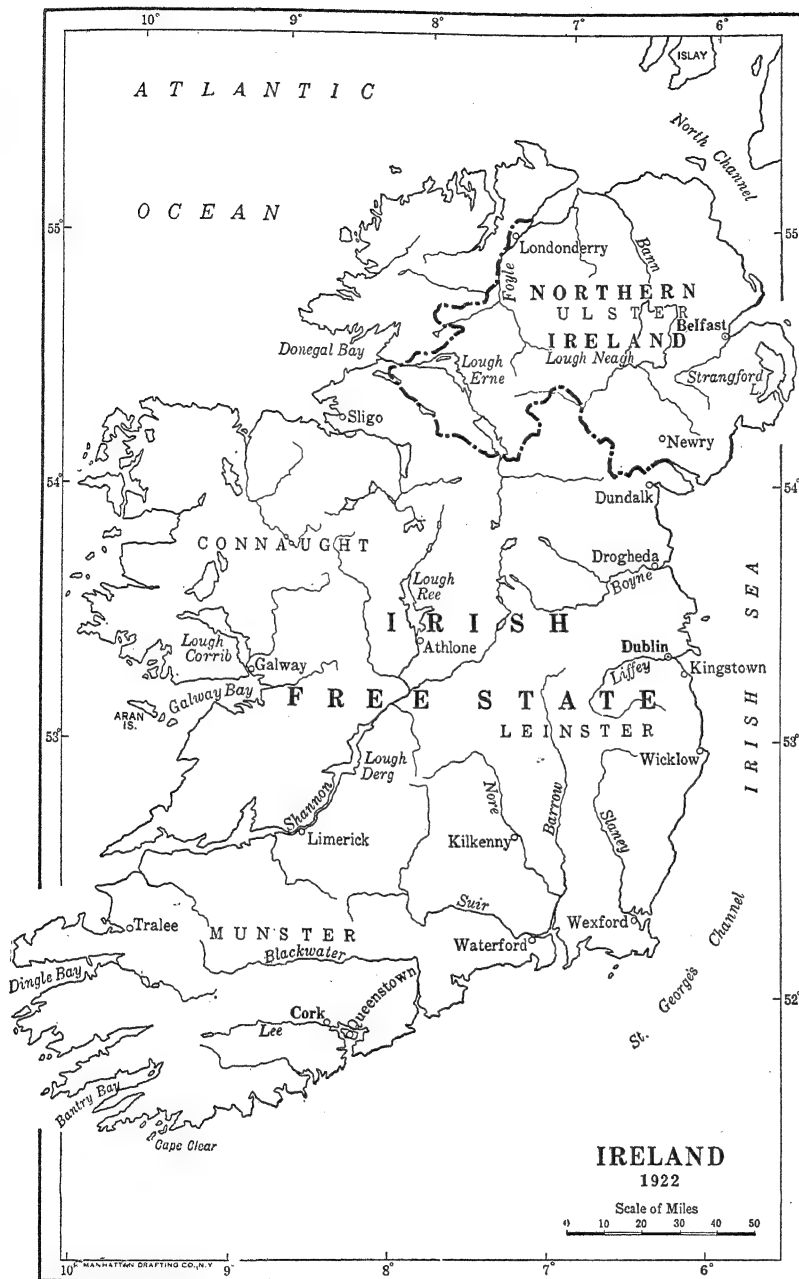 10° 9° 8° 7° 6°
ISLAY
ATLANTIC
North Channel
OCEAN
55° 55°
Londonderry
Foyle
Bann
NORTHERN
ULSTER
Belfast
IRELAND
Donegal Bay
Lough Neagh
Lough
Erne
Strangford
L.
Sligo
Newry
54° 54°
Dundalk
CONNAUGHT
Drogheda
Boyne
Lough
Ree
IRISH SEA
IRISH
Lough
Corrib
Athlone
Dublin
Galway
Liffey
Kingstown
Galway Bay
FREE STATE
ARAN
IS.
LEINSTER
53° 53°
IRISH SEA
Lough
Derg
Wicklow
Shannon
Nore
Barrow
Slaney
Limerick
Kilkenny
Suir
Wexford
St. George's Channel
Tralee
MUNSTER
Waterford
Blackwater
Dingle Bay
52°
Queenstown
Cork
Lee
Bantry Bay
Cape Clear
IRELAND
1922
Scale of Miles
0 10 20 30 40 50
10° 9° 8° 7° 6°
MANHATTAN DRAFTING CO., N.Y